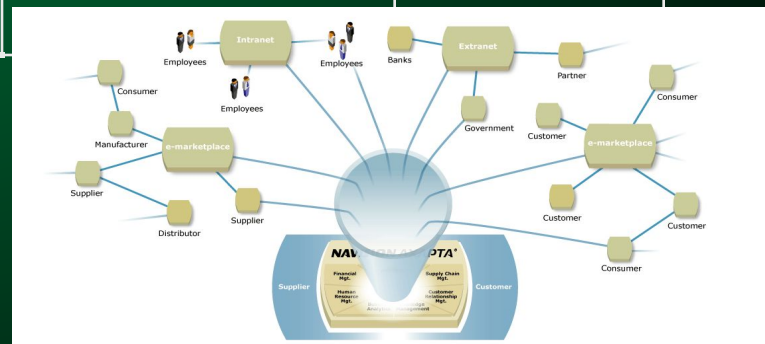 Intranet
Employees
Employees
Employees
Banks
Extranet
Partner
Government
Consumer
Manufacturer
e-marketplace
Supplier
Distributor
Supplier
Consumer
Customer
e-marketplace
Customer
Customer
Consumer
Supplier
Financial
Mgt.
Supply Chain
Mgt.
Human
Resource
Mgt.
Customer
Relationship
Mgt.
Customer